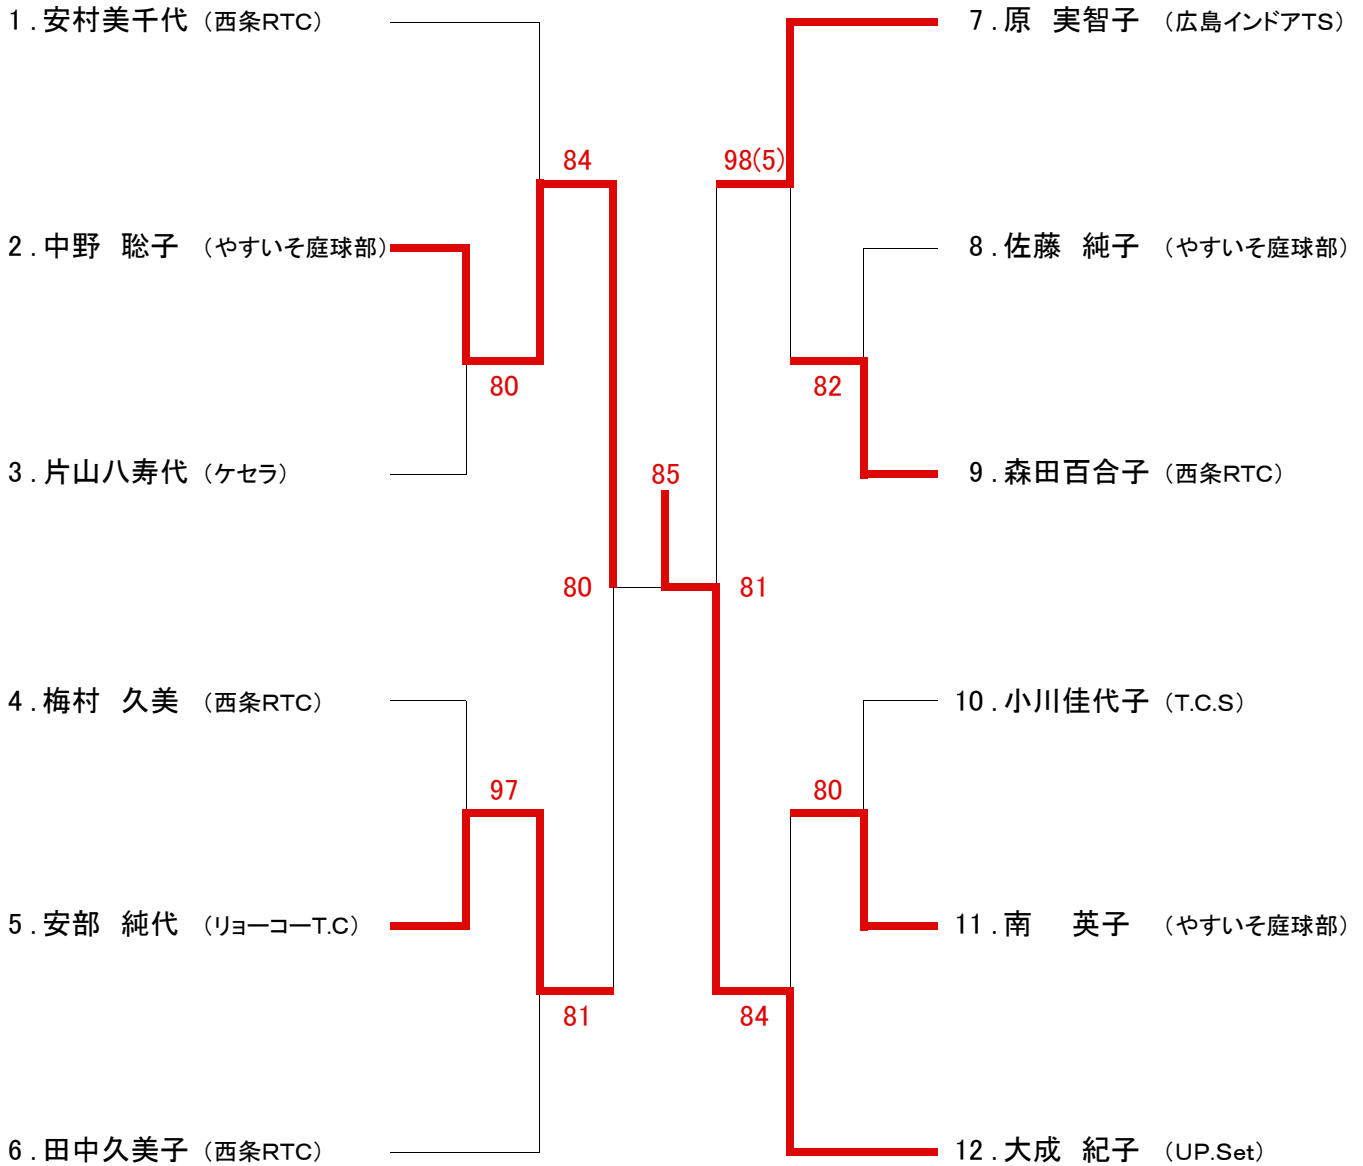 1．安村美千代（西条RTC）
7．原　実智子（広島インドアTS）
84
98(5)
2．中野　聡子（やすいそ庭球部）
8．佐藤　純子（やすいそ庭球部）
80
82
3．片山八寿代（ケセラ）
85
9．森田百合子（西条RTC）
80
81
4．梅村　久美（西条RTC）
10．小川佳代子（T.C.S）
97
80
5．安部　純代（リョーコーT.C）
11．南　英子（やすいそ庭球部）
81
84
6．田中久美子（西条RTC）
12．大成　紀子（UP.Set）